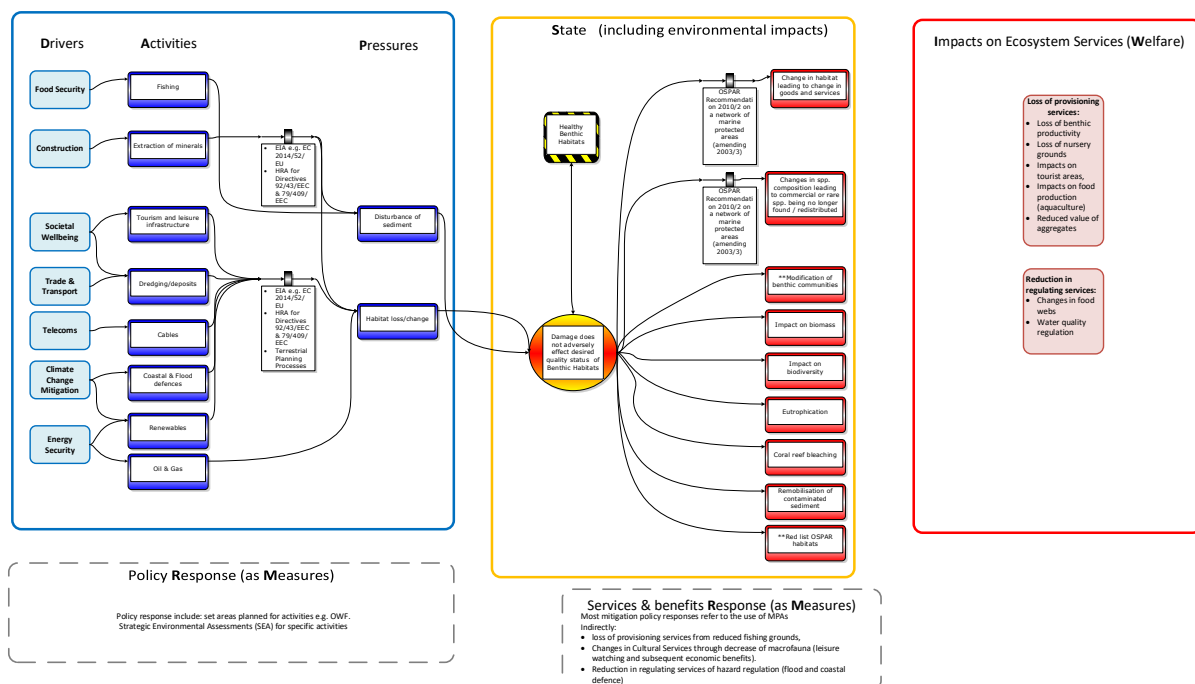 Drivers
Activities
Pressures
Food Security
Construction
Societal
Wellbeing
Trade &
Transport
Telecoms
Climate
Change
Mitigation
Energy
Security
Fishing
Extraction of minerals
Tourism and leisure
infrastructure
Dredging/deposits
Cables
Coastal & Flood
defences
Renewables
Oil & Gas
• EIA e.g. EC
2014/52/
EU
• HRA for
Directives
92/43/EEC
& 79/409/
EEC
• EIA e.g. EC
2014/52/
EU
• HRA for
Directives
92/43/EEC
& 79/409/
EEC
• Terrestrial
Planning
Processes
Disturbance of
sediment
Habitat loss/change
State (including environmental impacts)
Healthy
Benthic
Habitats
Damage does
not adversely
effect desired
quality status of
Benthic Habitats
OSPAR
Recommendati
on 2010/2 on
a network of
marine
protected
areas
(amending
2003/3)
OSPAR
Recommendati
on 2010/2 on
a network of
marine
protected
areas
(amending
2003/3)
Change in habitat
leading to change in
goods and services
Changes in spp.
composition leading
to commercial or rare
spp. being no longer
found / redistributed
**Modification of
benthic communities
Impact on biomass
Impact on
biodiversity
Eutrophication
Coral reef bleaching
Remobilisation of
contaminated
sediment
**Red list OSPAR
habitats
Impacts on Ecosystem Services (Welfare)
Loss of provisioning
services:
• Loss of benthic
productivity
• Loss of nursery
grounds
• Impacts on
tourist areas,
• Impacts on food
production
(aquaculture)
• Reduced value of
aggregates
Reduction in
regulating services:
• Changes in food
webs
• Water quality
regulation
Policy Response (as Measures)
Policy response include: set areas planned for activities e.g. OWF.
Strategic Environmental Assessments (SEA) for specific activities
Services & benefits Response (as Measures)
Most mitigation policy responses refer to the use of MPAs
Indirectly:
• loss of provisioning services from reduced fishing grounds,
• Changes in Cultural Services through decrease of macrofauna (leisure
watching and subsequent economic benefits).
• Reduction in regulating services of hazard regulation (flood and coastal
defence)